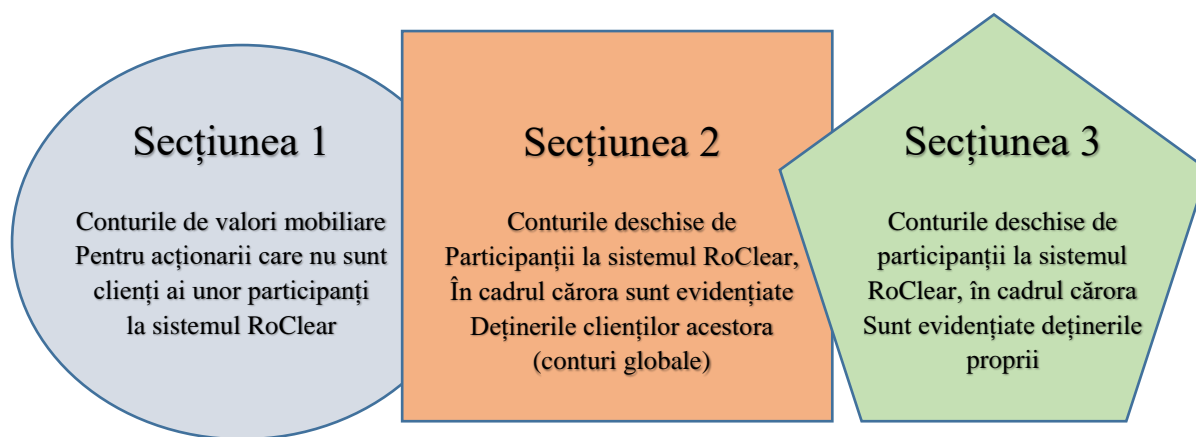 Secțiunea 1
Conturile de valori mobiliare
Pentru acționarii care nu sunt
clienți ai unor participanți
la sistemul RoClear
Secțiunea 2
Conturile deschise de
Participanții la sistemul RoClear,
În cadrul cărora sunt evidențiate
Deținerile clienților acestora
(conturi globale)
Secțiunea 3
Conturile deschise de
participanții la sistemul
RoClear, în cadrul cărora
Sunt evidențiate deținerile
proprii